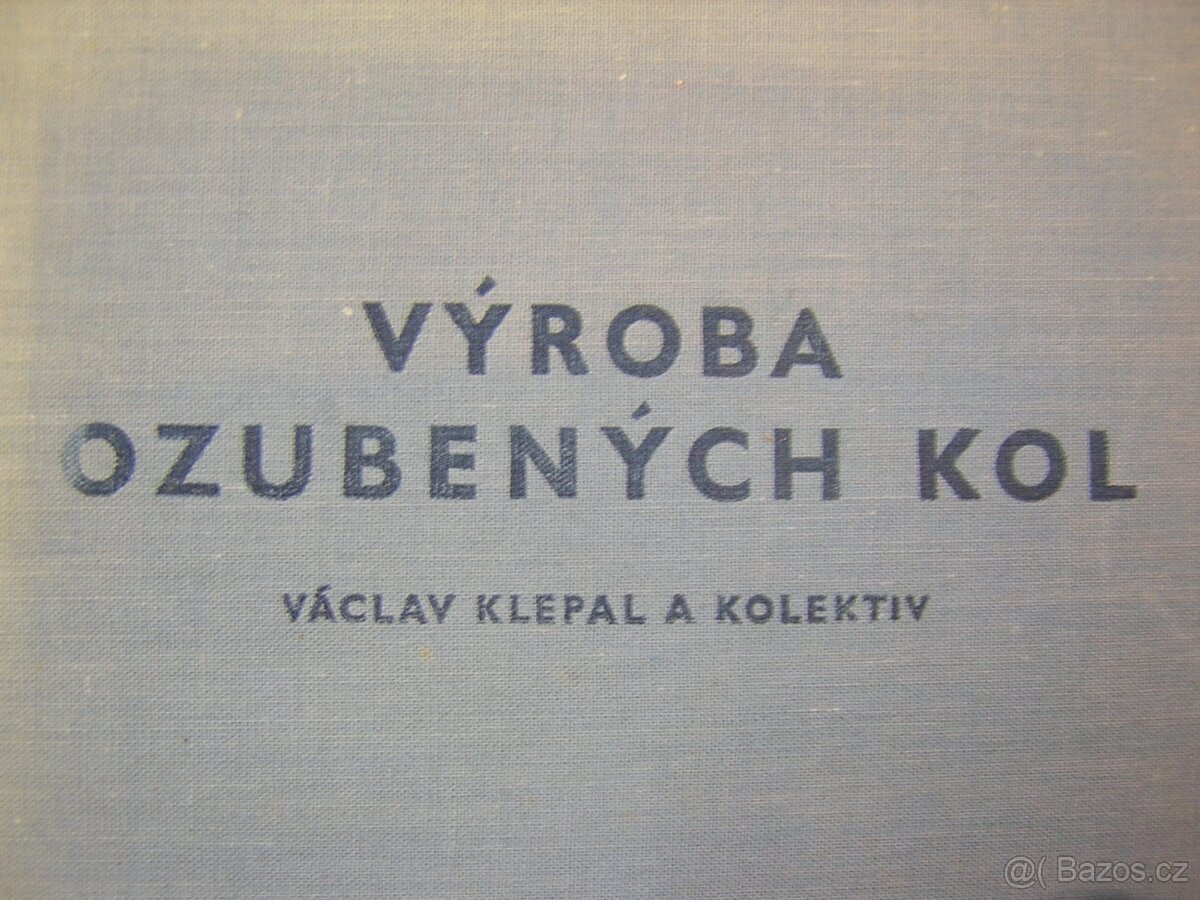 VÝROBA
OZUBENÝCH KOL
VÁCLAV KLEPAL A KOLEKTIV
@( Bazos.cz